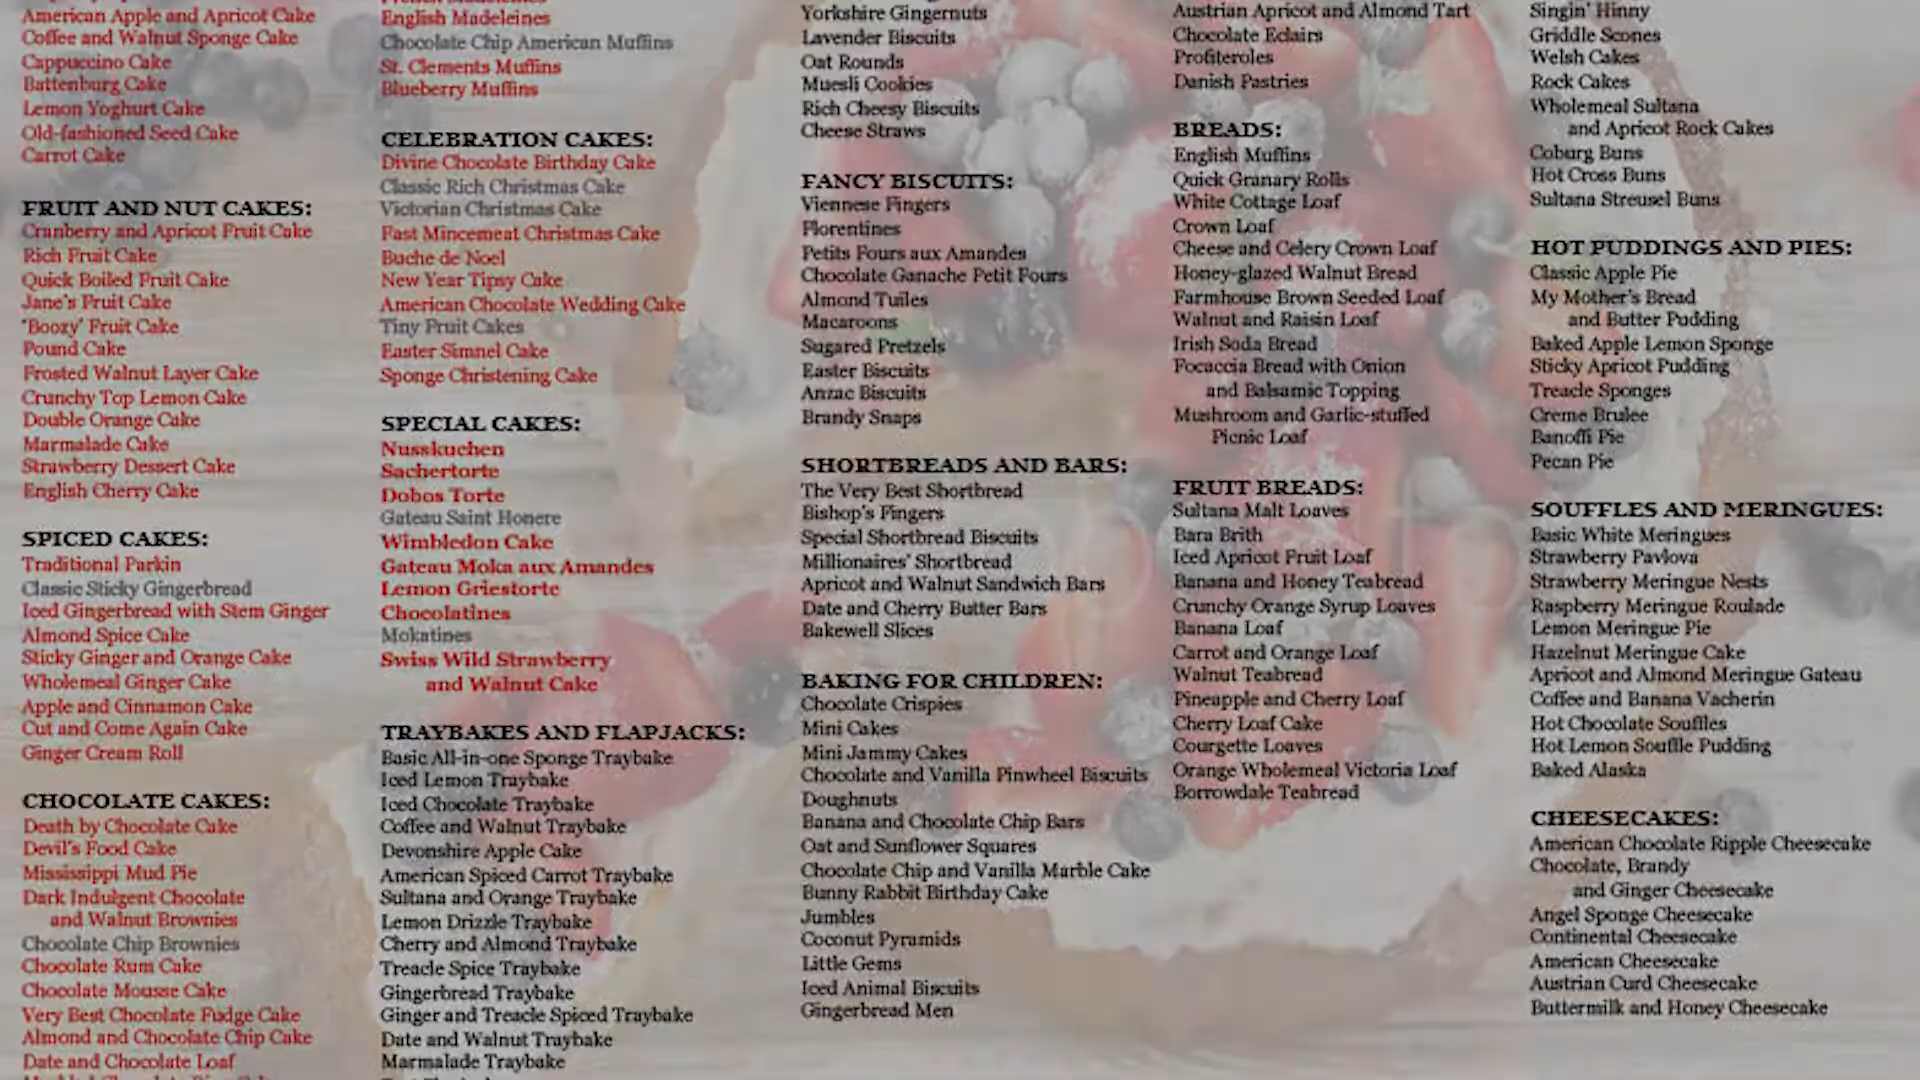 American Apple and Apricot Cake
Coffee and Walnut Sponge Cake
Cappuccino Cake
Battenburg Cake
Lemon Yoghurt Cake
Old-fashioned Seed Cake
Carrot Cake
FRUIT AND NUT CAKES:
Cranberry and Apricot Fruit Cake
Rich Fruit Cake
Quick Boiled Fruit Cake
Jane's Fruit Cake
'Boozy' Fruit Cake
Pound Cake
Frosted Walnut Layer Cake
Crunchy Top Lemon Cake
Double Orange Cake
Marmalade Cake
Strawberry Dessert Cake
English Cherry Cake
SPICED CAKES:
Traditional Parkin
Classic Sticky Gingerbread
Iced Gingerbread with Stem Ginger
Almond Spice Cake
Sticky Ginger and Orange Cake
Wholemeal Ginger Cake
Apple and Cinnamon Cake
Cut and Come Again Cake
Ginger Cream Roll
CHOCOLATE CAKES:
Death by Chocolate Cake
Devil's Food Cake
Mississippi Mud Pie
Dark Indulgent Chocolate
and Walnut Brownies
Chocolate Chip Brownies
Chocolate Rum Cake
Chocolate Mousse Cake
Very Best Chocolate Fudge Cake
Almond and Chocolate Chip Cake
Date and Chocolate Loaf
English Madeleines
Chocolate Chip American Muffins
St. Clements Muffins
Blueberry Muffins
CELEBRATION CAKES:
Divine Chocolate Birthday Cake
Classic Rich Christmas Cake
Victorian Christmas Cake
Fast Mincemeat Christmas Cake
Buche de Noel
New Year Tipsy Cake
American Chocolate Wedding Cake
Tiny Fruit Cakes
Easter Simnel Cake
Sponge Christening Cake
SPECIAL CAKES:
Nusskuchen
Sachertorte
Dobos Torte
Gateau Saint Honere
Wimbledon Cake
Gateau Moka aux Amandes
Lemon Griestorte
Chocolatines
Mokatines
Swiss Wild Strawberry
and Walnut Cake
TRAYBAKES AND FLAPJACKS:
Basic All-in-one Sponge Traybake
Iced Lemon Traybake
Iced Chocolate Traybake
Coffee and Walnut Traybake
Devonshire Apple Cake
American Spiced Carrot Traybake
Sultana and Orange Traybake
Lemon Drizzle Traybake
Cherry and Almond Traybake
Treacle Spice Traybake
Gingerbread Traybake
Ginger and Treacle Spiced Traybake
Date and Walnut Traybake
Marmalade Traybake
Yorkshire Gingernuts
Lavender Biscuits
Oat Rounds
Muesli Cookies
Rich Cheesy Biscuits
Cheese Straws
FANCY BISCUITS:
Viennese Fingers
Florentines
Petits Fours aux Amandes
Chocolate Ganache Petit Fours
Almond Tuiles
Macaroons
Sugared Pretzels
Easter Biscuits
Anzac Biscuits
Brandy Snaps
SHORTBREADS AND BARS:
The Very Best Shortbread
Bishop's Fingers
Special Shortbread Biscuits
Millionaires' Shortbread
Apricot and Walnut Sandwich Bars
Date and Cherry Butter Bars
Bakewell Slices
BAKING FOR CHILDREN:
Chocolate Crispies
Mini Cakes
Mini Jammy Cakes
Chocolate and Vanilla Pinwheel Biscuits
Doughnuts
Banana and Chocolate Chip Bars
Oat and Sunflower Squares
Chocolate Chip and Vanilla Marble Cake
Bunny Rabbit Birthday Cake
Jumbles
Coconut Pyramids
Little Gems
Iced Animal Biscuits
Gingerbread Men
Austrian Apricot and Almond Tart
Chocolate Eclairs
Profiteroles
Danish Pastries
BREADS:
English Muffins
Quick Granary Rolls
White Cottage Loaf
Crown Loaf
Cheese and Celery Crown Loaf
Honey-glazed Walnut Bread
Farmhouse Brown Seeded Loaf
Walnut and Raisin Loaf
Irish Soda Bread
Focaccia Bread with Onion
and Balsamic Topping
Mushroom and Garlic-stuffed
Picnic Loaf
FRUIT BREADS:
Sultana Malt Loaves
Bara Brith
Iced Apricot Fruit Loaf
Banana and Honey Teabread
Crunchy Orange Syrup Loaves
Banana Loaf
Carrot and Orange Loaf
Walnut Teabread
Pineapple and Cherry Loaf
Cherry Loaf Cake
Courgette Loaves
Orange Wholemeal Victoria Loaf
Borrowdale Teabread
Singin' Hinny
Griddle Scones
Welsh Cakes
Rock Cakes
Wholemeal Sultana
and Apricot Rock Cakes
Coburg Buns
Hot Cross Buns
Sultana Streusel Buns
HOT PUDDINGS AND PIES:
Classic Apple Pie
My Mother's Bread
and Butter Pudding
Baked Apple Lemon Sponge
Sticky Apricot Pudding
Treacle Sponges
Creme Brulee
Banoffi Pie
Pecan Pie
SOUFFLES AND MERINGUES:
Basic White Meringues
Strawberry Pavlova
Strawberry Meringue Nests
Raspberry Meringue Roulade
Lemon Meringue Pie
Hazelnut Meringue Cake
Apricot and Almond Meringue Gateau
Coffee and Banana Vacherin
Hot Chocolate Souffles
Hot Lemon Souffle Pudding
Baked Alaska
CHEESECAKES:
American Chocolate Ripple Cheesecake
Chocolate, Brandy
and Ginger Cheesecake
Angel Sponge Cheesecake
Continental Cheesecake
American Cheesecake
Austrian Curd Cheesecake
Buttermilk and Honey Cheesecake